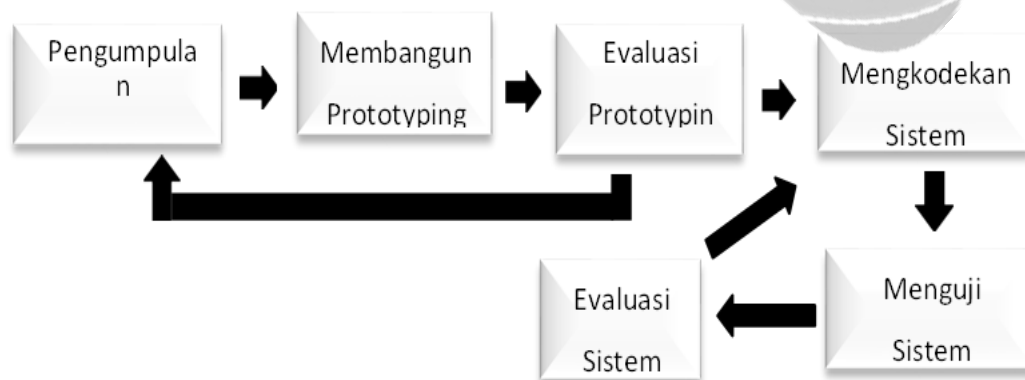 Pengumpula
n
Membangun
Prototyping
Evaluasi
Prototypin
Mengkodekan
Sistem
Menguji
Sistem
Evaluasi
Sistem